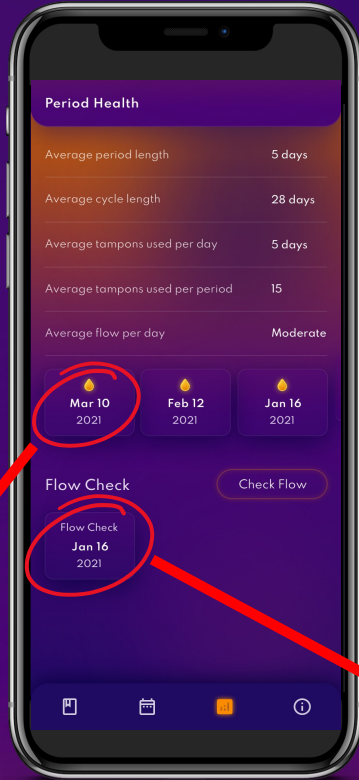 Period Health
Average period length 5 days
Average cycle length 28 days
Average tampons used per day 5 days
Average tampons used per period 15
Average flow per day Moderate
Mar 10 Feb 12 Jan 16
2021 2021 2021
Flow Check Check Flow
Flow Check
Jan 16
2021